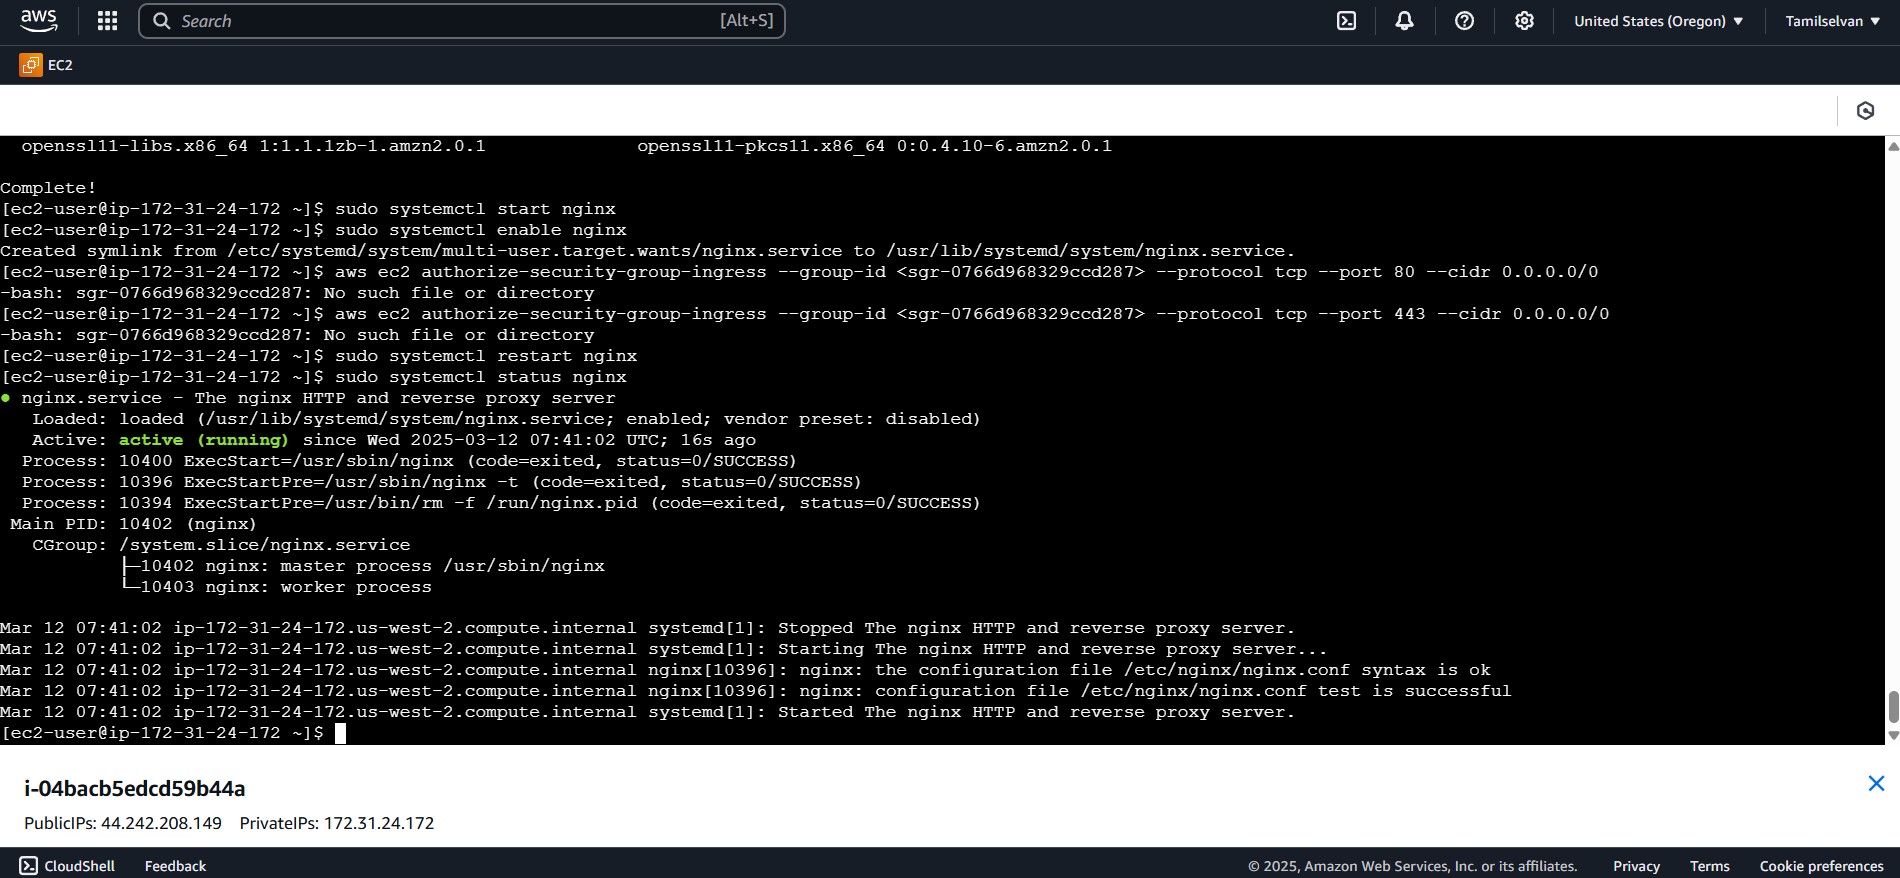 aws
Search [Alt+S]
United States (Oregon) ▼
Tamilselvan ▼
EC2
openssl11-libs.x86_64 1:1.1.1zb-1.amzn2.0.1 openssl11-pkcs11.x86_64 0:0.4.10-6.amzn2.0.1
Complete!
[ec2-user@ip-172-31-24-172 ~]$ sudo systemctl start nginx
[ec2-user@ip-172-31-24-172 ~]$ sudo systemctl enable nginx
Created symlink from /etc/systemd/system/multi-user.target.wants/nginx.service to /usr/lib/systemd/system/nginx.service.
[ec2-user@ip-172-31-24-172 ~]$ aws ec2 authorize-security-group-ingress --group-id <sgr-0766d968329ccd287> --protocol tcp --port 80 --cidr 0.0.0.0/0
-bash: sgr-0766d968329ccd287: No such file or directory
[ec2-user@ip-172-31-24-172 ~]$ aws ec2 authorize-security-group-ingress --group-id <sgr-0766d968329ccd287> --protocol tcp --port 443 --cidr 0.0.0.0/0
-bash: sgr-0766d968329ccd287: No such file or directory
[ec2-user@ip-172-31-24-172 ~]$ sudo systemctl restart nginx
[ec2-user@ip-172-31-24-172 ~]$ sudo systemctl status nginx
● nginx.service - The nginx HTTP and reverse proxy server
Loaded: loaded (/usr/lib/systemd/system/nginx.service; enabled; vendor preset: disabled)
Active: active (running) since Wed 2025-03-12 07:41:02 UTC; 16s ago
Process: 10400 ExecStart=/usr/sbin/nginx (code=exited, status=0/SUCCESS)
Process: 10396 ExecStartPre=/usr/sbin/nginx -t (code=exited, status=0/SUCCESS)
Process: 10394 ExecStartPre=/usr/bin/rm -f /run/nginx.pid (code=exited, status=0/SUCCESS)
Main PID: 10402 (nginx)
CGroup: /system.slice/nginx.service
├─10402 nginx: master process /usr/sbin/nginx
└─10403 nginx: worker process
Mar 12 07:41:02 ip-172-31-24-172.us-west-2.compute.internal systemd[1]: Stopped The nginx HTTP and reverse proxy server.
Mar 12 07:41:02 ip-172-31-24-172.us-west-2.compute.internal systemd[1]: Starting The nginx HTTP and reverse proxy server...
Mar 12 07:41:02 ip-172-31-24-172.us-west-2.compute.internal nginx[10396]: nginx: the configuration file /etc/nginx/nginx.conf syntax is ok
Mar 12 07:41:02 ip-172-31-24-172.us-west-2.compute.internal nginx[10396]: nginx: configuration file /etc/nginx/nginx.conf test is successful
Mar 12 07:41:02 ip-172-31-24-172.us-west-2.compute.internal systemd[1]: Started The nginx HTTP and reverse proxy server.
[ec2-user@ip-172-31-24-172 ~]$
i-04bacb5edcd59b44a
PublicIPs: 44.242.208.149 PrivateIPs: 172.31.24.172
CloudShell Feedback © 2025, Amazon Web Services, Inc. or its affiliates. Privacy Terms Cookie preferences